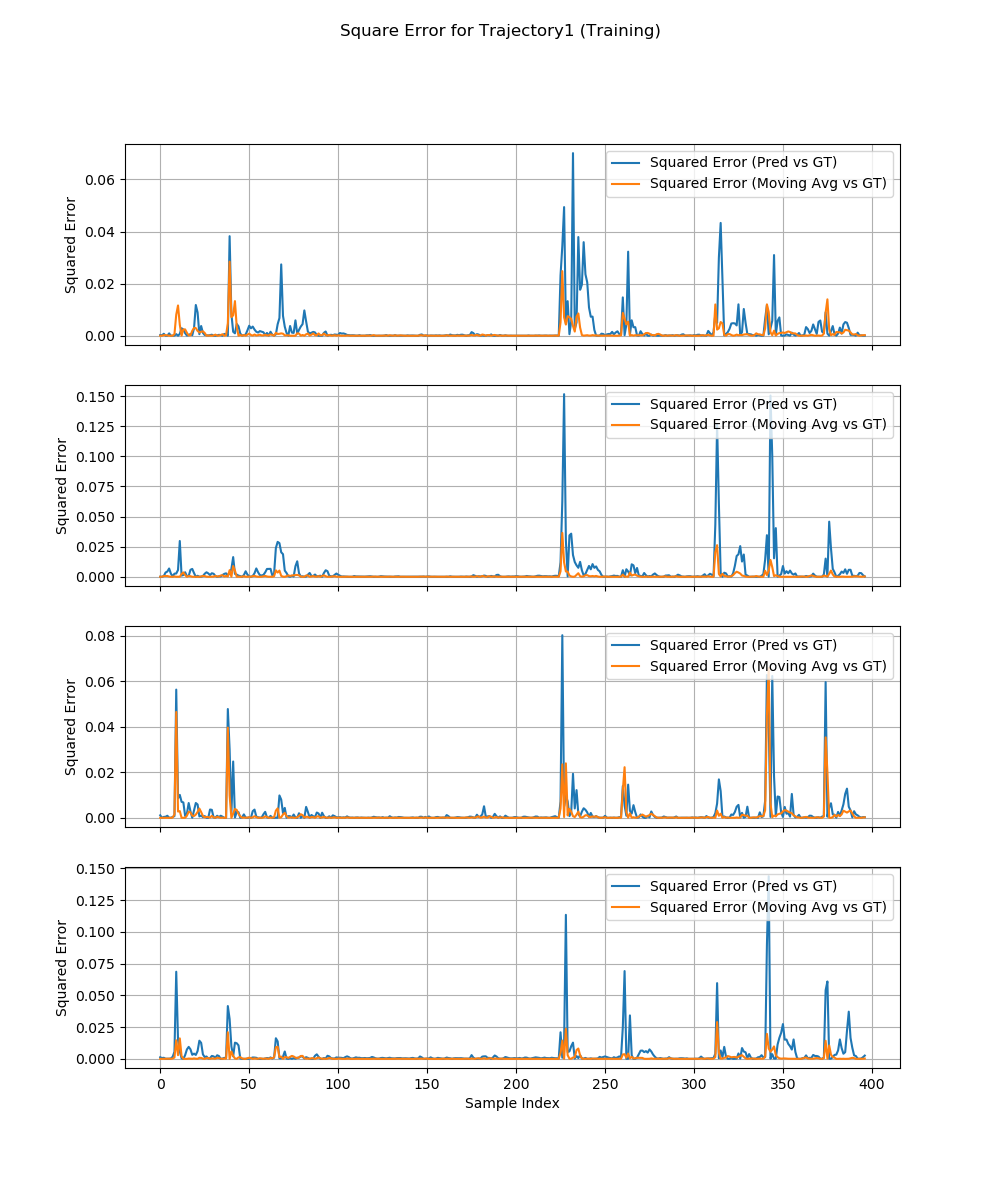 Square Error for Trajectory1 (Training)
0.06
0.04
0.02
0.00
Squared Error
Squared Error (Pred vs GT)
Squared Error (Moving Avg vs GT)
0.150
0.125
0.100
0.075
0.050
0.025
0.000
Squared Error
Squared Error (Pred vs GT)
Squared Error (Moving Avg vs GT)
0.08
0.06
0.04
0.02
0.00
Squared Error
Squared Error (Pred vs GT)
Squared Error (Moving Avg vs GT)
0.150
0.125
0.100
0.075
0.050
0.025
0.000
Squared Error
Squared Error (Pred vs GT)
Squared Error (Moving Avg vs GT)
0 50 100 150 200 250 300 350 400
Sample Index